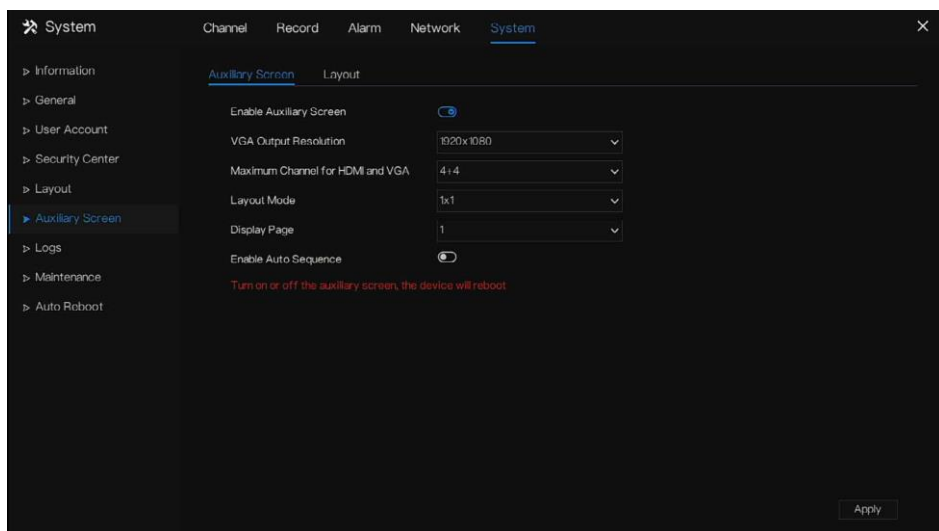 System
Channel Record Alarm Network System
Information
General
User Account
Security Center
Layout
Auxiliary Screen
Logs
Maintenance
Auto Reboot
Auxiliary Screen Layout
Enable Auxiliary Screen
VGA Output Resolution 1920x1080
Maximum Channel for HDMI and VGA 4+4
Layout Mode 1x1
Display Page 1
Enable Auto Sequence
Turn on or off the auxiliary screen, the device will reboot
Apply